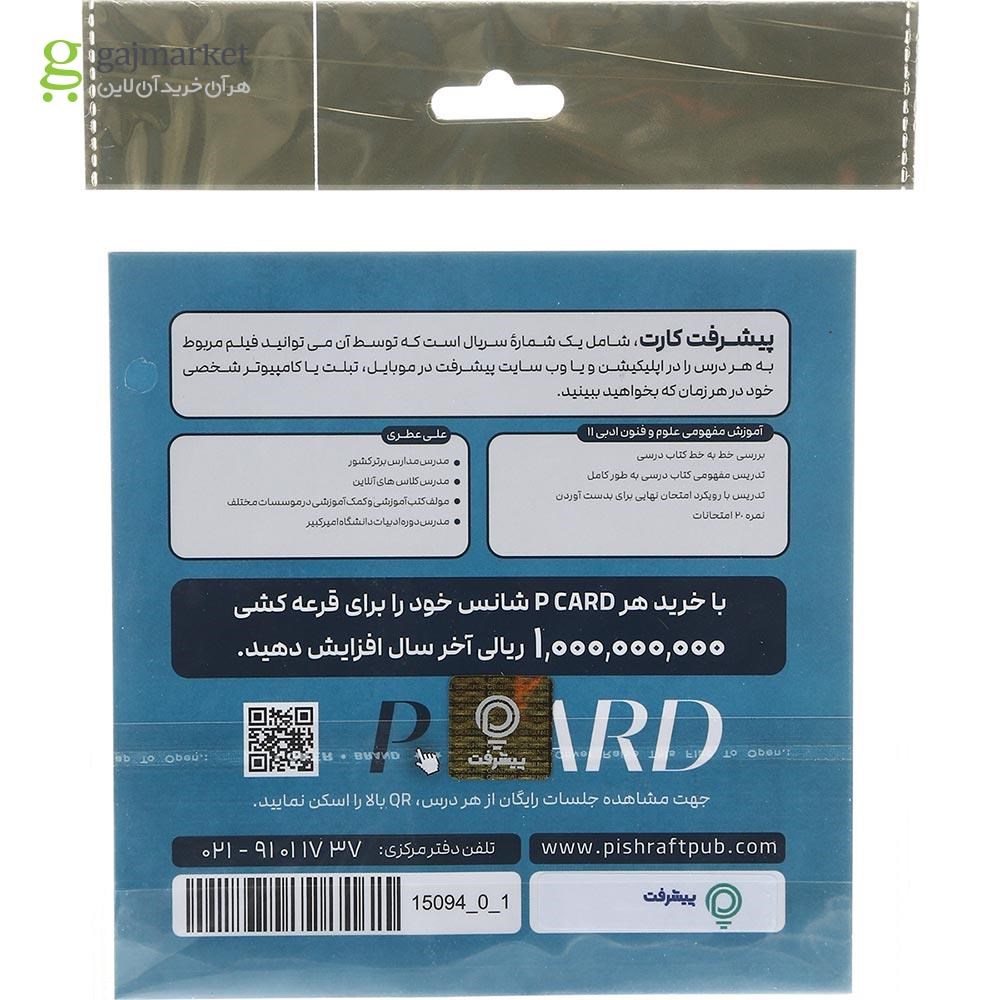 gajmarket
هر آن خرید آن لاین
پیشرفت کارت، شامل یک شمارهٔ سریال است که توسط آن می توانید فیلم مربوط
به هر درس را در اپلیکیشن و یا وب سایت پیشرفت در موبایل، تبلت یا کامپیوتر شخصی
خود در هر زمان که بخواهید ببینید.
آموزش مفهومی علوم و فنون ادبی ۱۱
بررسی خط به خط کتاب درسی
تدریس مفهومی کتاب درسی به طور کامل
تدریس با رویکرد امتحان نهایی برای بدست آوردن
نمره ۲۰ امتحانات
علی عطری
• مدرس مدارس برتر کشور
• مدرس کلاس های آنلاین
• مولف کتب آموزشی و کمک آموزشی در موسسات مختلف
• مدرس دوره ادبیات دانشگاه امیرکبیر
با خرید هر P CARD شانس خود را برای قرعه کشی
۱,۰۰۰,۰۰۰,۰۰۰ ریالی آخر سال افزایش دهید.
P CARD
پیشرفت
جهت مشاهده جلسات رایگان از هر درس، QR بالا را اسکن نمایید.
www.pishraftpub.com
تلفن دفتر مرکزی: ۰۲۱ - ۹۱ ۰۱ ۱۷ ۳۷
پیشرفت
15094_0_1